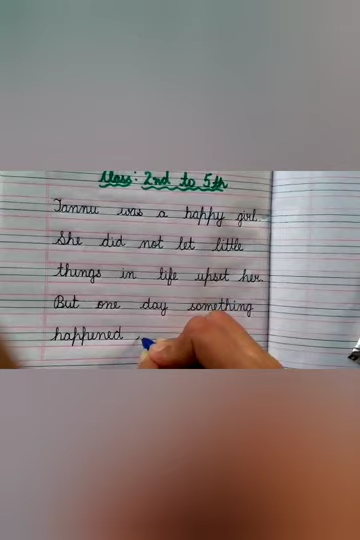 Class: 2nd to 5th
Tannu was a happy girl.
She did not let little
things in life upset her.
But one day something
happened